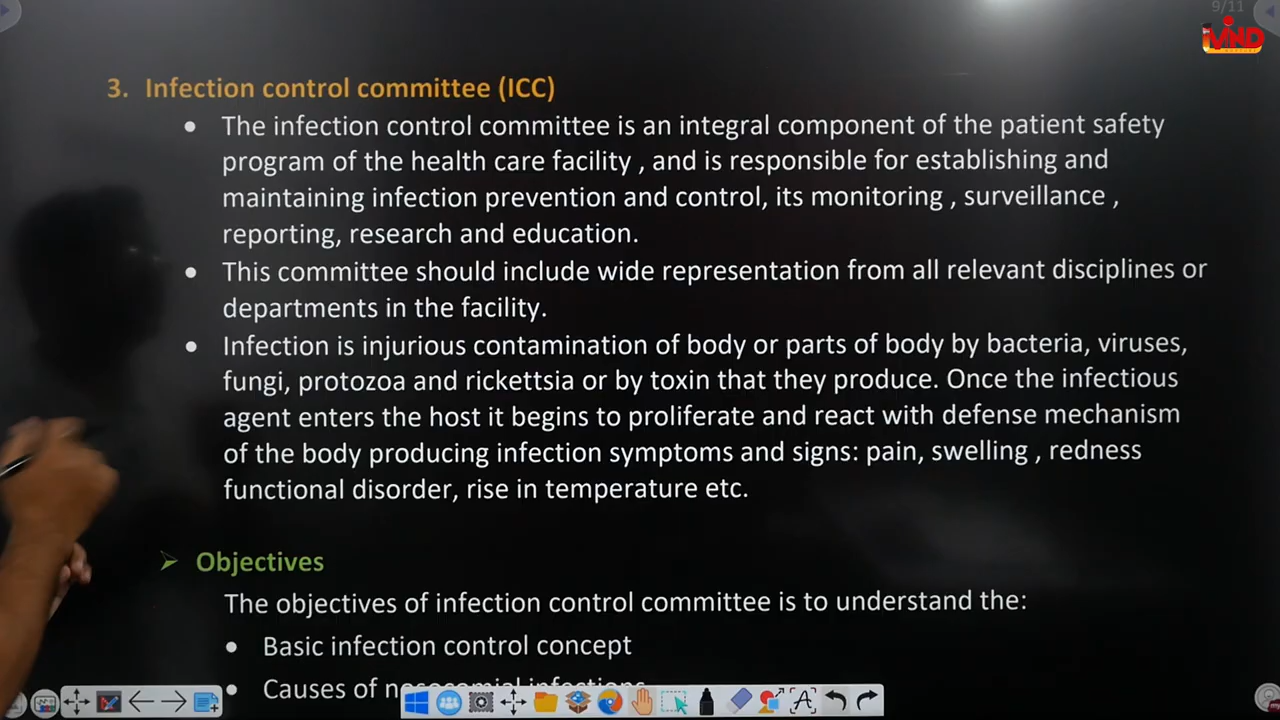 9/11
iVIND
3. Infection control committee (ICC)
• The infection control committee is an integral component of the patient safety
program of the health care facility , and is responsible for establishing and
maintaining infection prevention and control, its monitoring , surveillance ,
reporting, research and education.
• This committee should include wide representation from all relevant disciplines or
departments in the facility.
• Infection is injurious contamination of body or parts of body by bacteria, viruses,
fungi, protozoa and rickettsia or by toxin that they produce. Once the infectious
agent enters the host it begins to proliferate and react with defense mechanism
of the body producing infection symptoms and signs: pain, swelling , redness
functional disorder, rise in temperature etc.
➢ Objectives
The objectives of infection control committee is to understand the:
• Basic infection control concept
• Causes of nosocomial infections